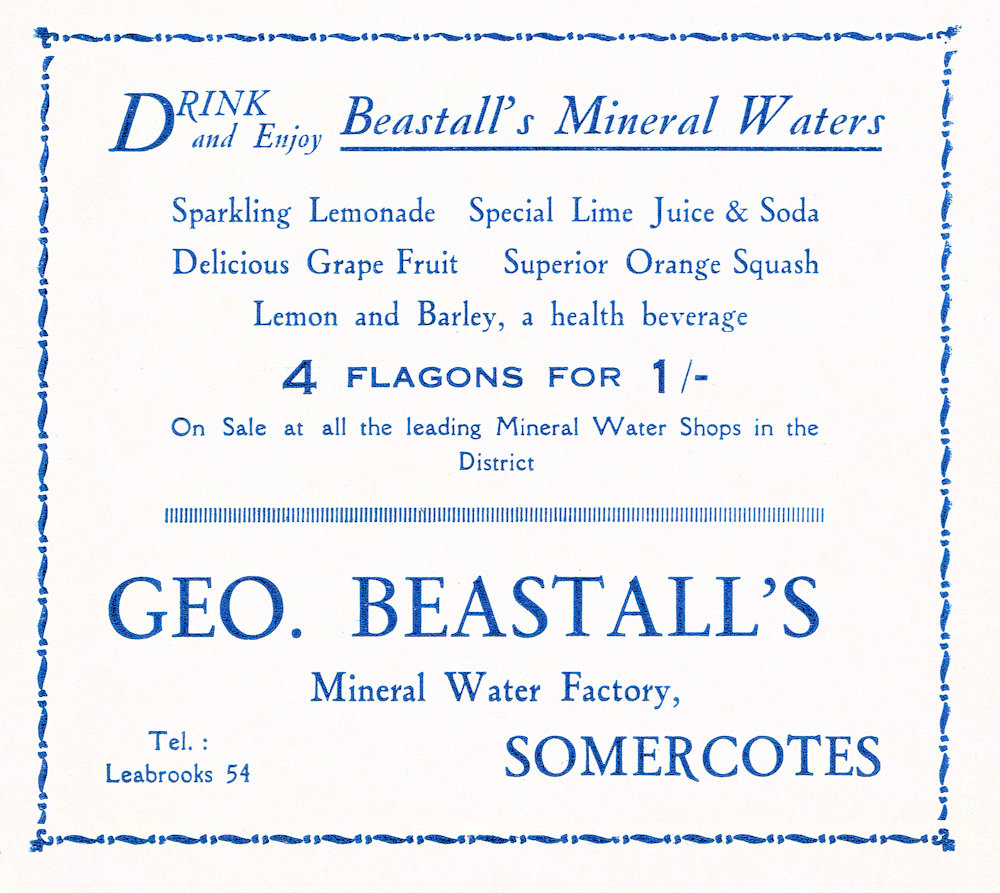 DRINK and Enjoy Beastall's Mineral Waters
Sparkling Lemonade Special Lime Juice & Soda
Delicious Grape Fruit Superior Orange Squash
Lemon and Barley, a health beverage
4 FLAGONS FOR 1/-
On Sale at all the leading Mineral Water Shops in the
District
GEO. BEASTALL'S
Mineral Water Factory,
Tel. :
Leabrooks 54
SOMERCOTES